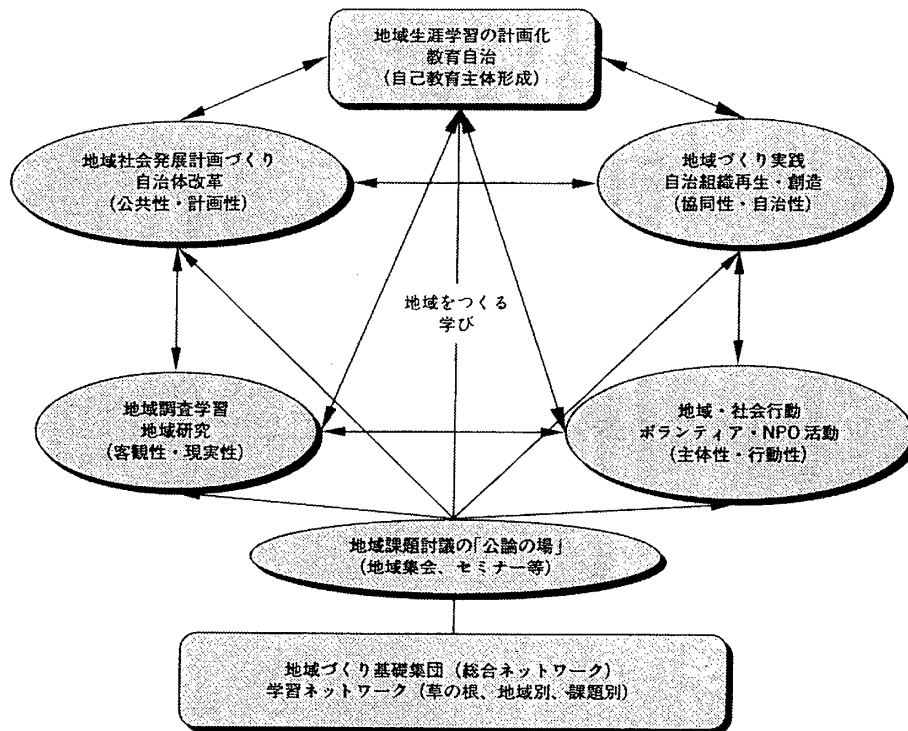 地域生涯学習の計画化
教育自治
(自己教育主体形成)
地域社会発展計画づくり
自治体改革
(公共性・計画性)
地域づくり実践
自治組織再生・創造
(協同性・自治性)
地域をつくる
学び
地域調査学習
地域研究
(客観性・現実性)
地域・社会行動
ボランティア・NPO活動
(主体性・行動性)
地域課題討議の「公論の場」
(地域集会、セミナー等)
地域づくり基礎集団(総合ネットワーク)
学習ネットワーク(草の根、地域別、課題別)